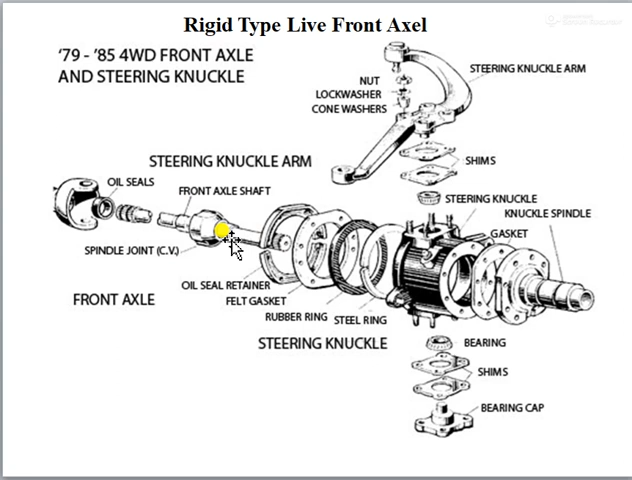 Rigid Type Live Front Axel
'79 - '85 4WD FRONT AXLE
AND STEERING KNUCKLE
STEERING KNUCKLE ARM
NUT
LOCKWASHER
CONE WASHERS
STEERING KNUCKLE ARM
SHIMS
OIL SEALS
FRONT AXLE SHAFT
STEERING KNUCKLE
KNUCKLE SPINDLE
GASKET
SPINDLE JOINT (C.V.)
OIL SEAL RETAINER
FRONT AXLE
FELT GASKET
RUBBER RING
STEEL RING
STEERING KNUCKLE
BEARING
SHIMS
BEARING CAP